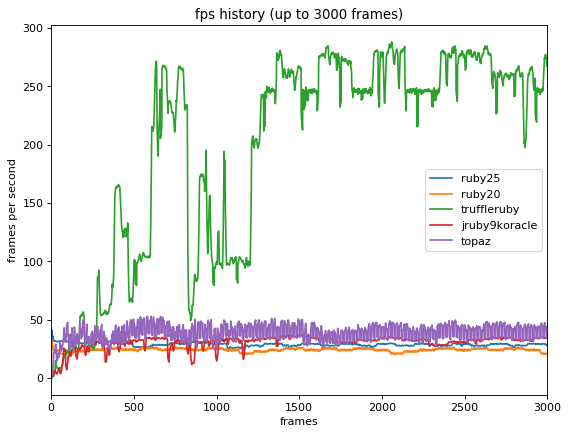 fps history (up to 3000 frames)
300
250
200
150
100
50
0
frames per second
ruby25
ruby20
truffleruby
jruby9koracle
topaz
0 500 1000 1500 2000 2500 3000
frames